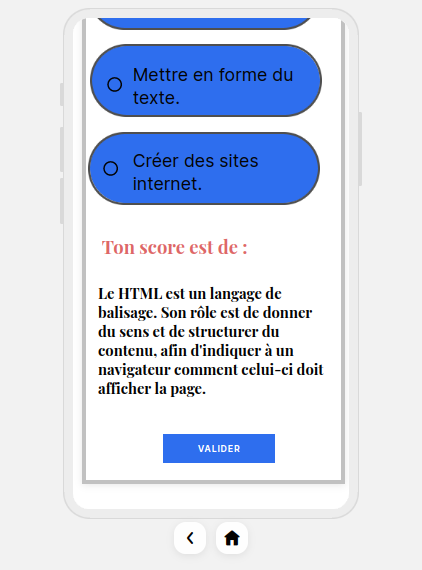 Mettre en forme du
texte.
Créer des sites
internet.
Ton score est de :
Le HTML est un langage de
balisage. Son rôle est de donner
du sens et de structurer du
contenu, afin d'indiquer à un
navigateur comment celui-ci doit
afficher la page.
VALIDER